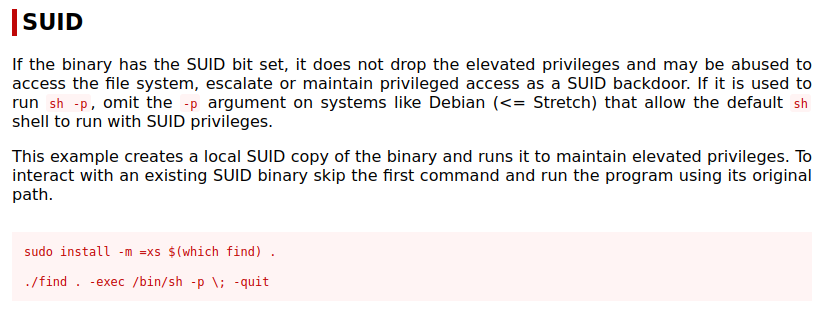 SUID
If the binary has the SUID bit set, it does not drop the elevated privileges and may be abused to
access the file system, escalate or maintain privileged access as a SUID backdoor. If it is used to
run sh -p, omit the -p argument on systems like Debian (<= Stretch) that allow the default sh
shell to run with SUID privileges.
This example creates a local SUID copy of the binary and runs it to maintain elevated privileges. To
interact with an existing SUID binary skip the first command and run the program using its original
path.
sudo install -m =xs $(which find) .
./find . -exec /bin/sh -p \; -quit